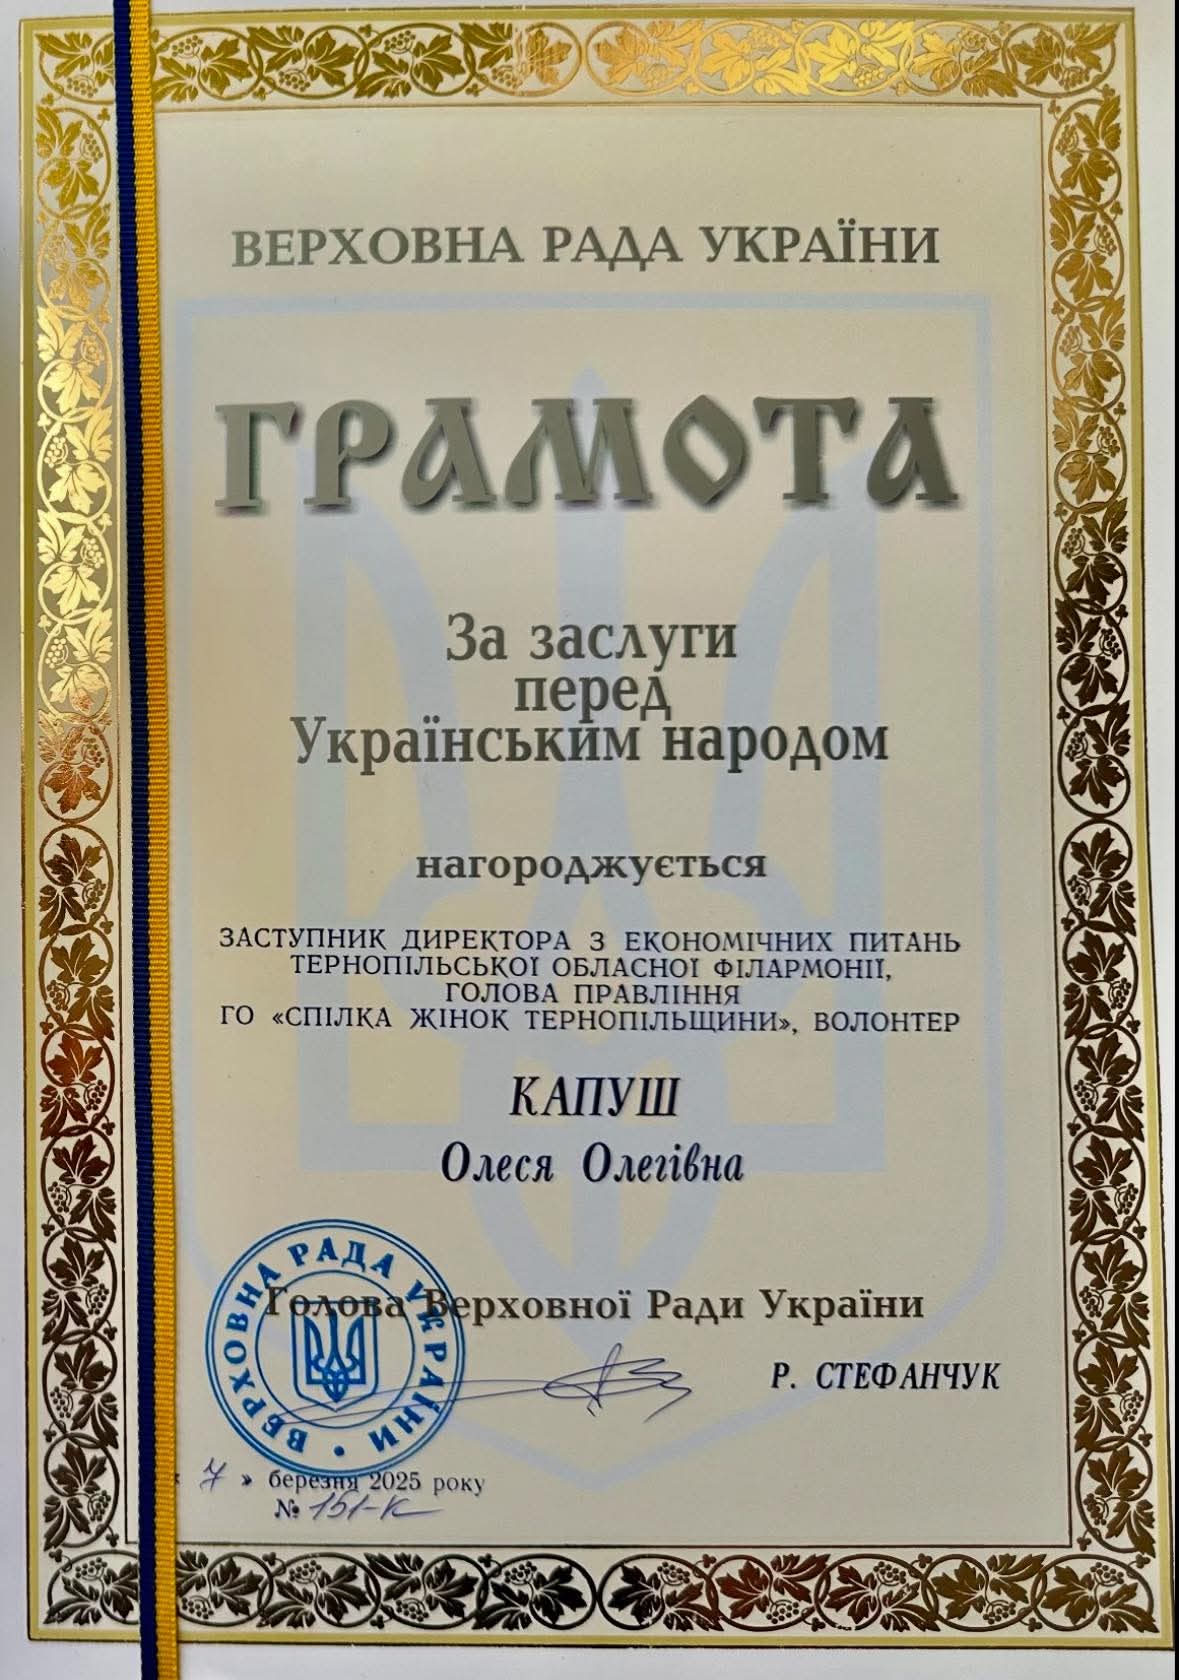 ВЕРХОВНА РАДА УКРАЇНИ
ГРАМОТА
За заслуги
перед
Українським народом
нагороджується
ЗАСТУПНИК ДИРЕКТОРА З ЕКОНОМІЧНИХ ПИТАНЬ
ТЕРНОПІЛЬСЬКОЇ ОБЛАСНОЇ ФІЛАРМОНІЇ,
ГОЛОВА ПРАВЛІННЯ
ГО «СПІЛКА ЖІНОК ТЕРНОПІЛЬЩИНИ», ВОЛОНТЕР
КАПУШ
Олеся Олегівна
Голова Верховної Ради України
Р. СТЕФАНЧУК
ВЕРХОВНА РАДА УКРАЇНИ •
« 7 » березня 2025 року
№ 151-к